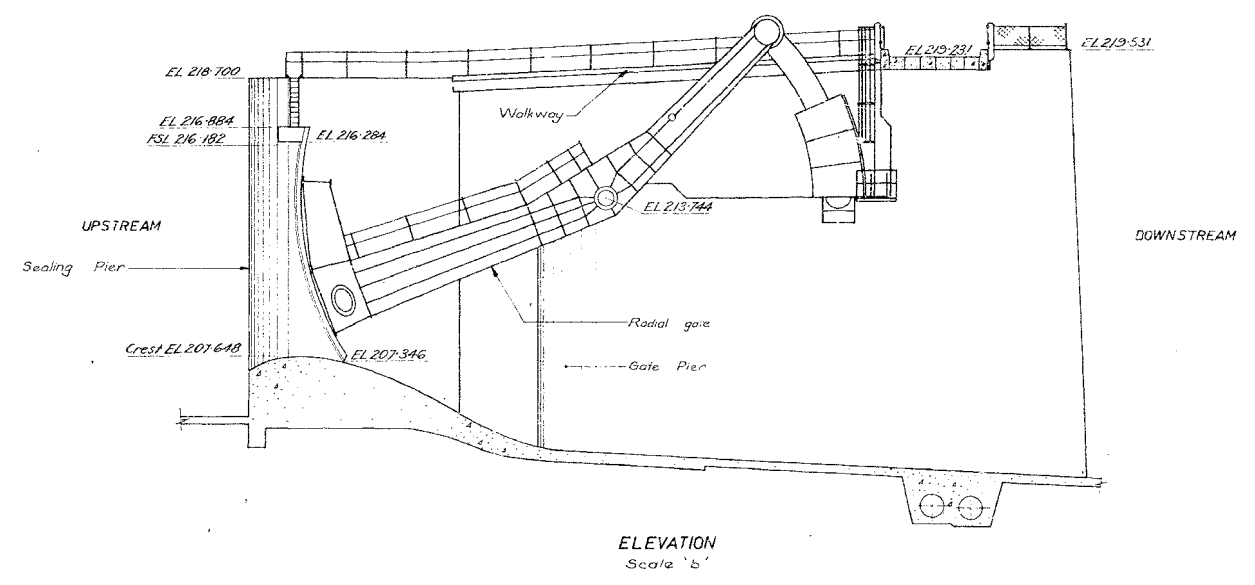 EL 219·231
EL 219·531
EL 218·700
Walkway
EL 216·884
FSL 216·182
EL 216·284
EL 213·744
UPSTREAM
DOWNSTREAM
Sealing Pier
Radial gate
Crest EL 207·648
EL 207·346
Gate Pier
ELEVATION
Scale 'b'